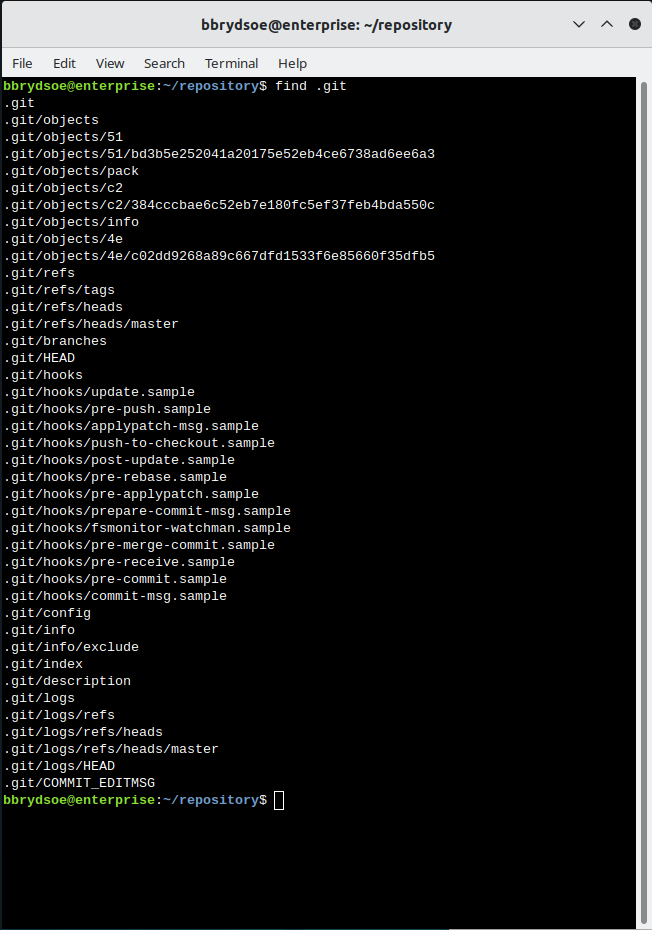 bbrydsoe@enterprise: ~/repository
File Edit View Search Terminal Help
bbrydsoe@enterprise:~/repository$ find .git
.git
.git/objects
.git/objects/51
.git/objects/51/bd3b5e252041a20175e52eb4ce6738ad6ee6a3
.git/objects/pack
.git/objects/c2
.git/objects/c2/384cccbae6c52eb7e180fc5ef37feb4bda550c
.git/objects/info
.git/objects/4e
.git/objects/4e/c02dd9268a89c667dfd1533f6e85660f35dfb5
.git/refs
.git/refs/tags
.git/refs/heads
.git/refs/heads/master
.git/branches
.git/HEAD
.git/hooks
.git/hooks/update.sample
.git/hooks/pre-push.sample
.git/hooks/applypatch-msg.sample
.git/hooks/push-to-checkout.sample
.git/hooks/post-update.sample
.git/hooks/pre-rebase.sample
.git/hooks/pre-applypatch.sample
.git/hooks/prepare-commit-msg.sample
.git/hooks/fsmonitor-watchman.sample
.git/hooks/pre-merge-commit.sample
.git/hooks/pre-receive.sample
.git/hooks/pre-commit.sample
.git/hooks/commit-msg.sample
.git/config
.git/info
.git/info/exclude
.git/index
.git/description
.git/logs
.git/logs/refs
.git/logs/refs/heads
.git/logs/refs/heads/master
.git/logs/HEAD
.git/COMMIT_EDITMSG
bbrydsoe@enterprise:~/repository$